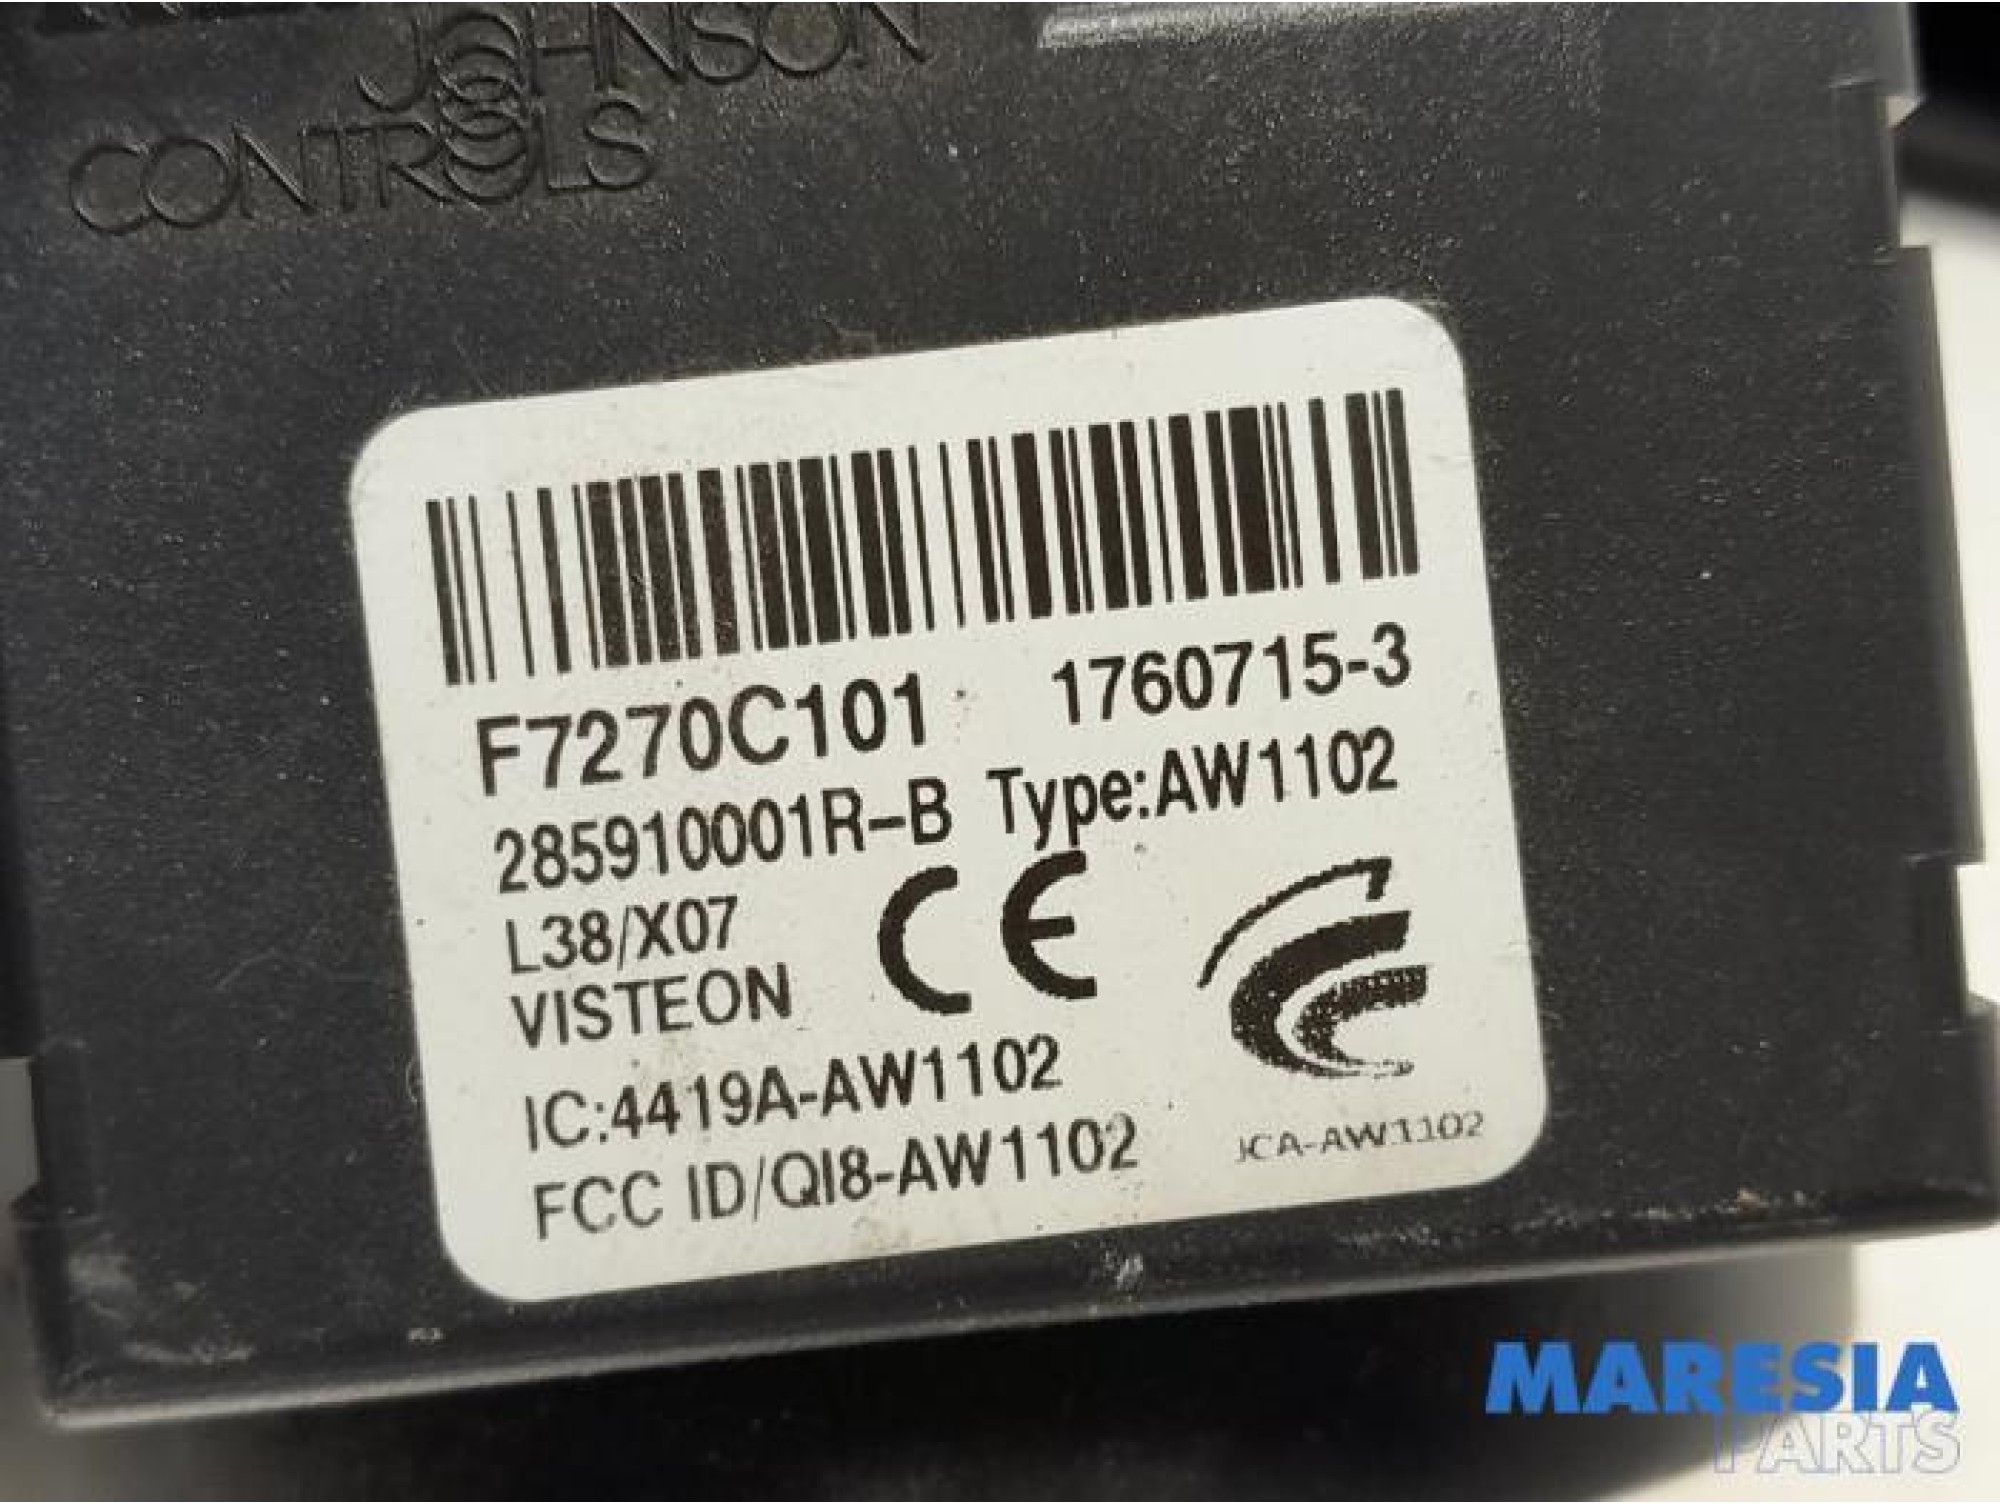 JOHNSON
CONTROLS
F7270C101 1760715-3
285910001R-B Type:AW1102
L38/X07
VISTEON
CE
IC:4419A-AW1102
FCC ID/QI8-AW1102
JCA-AW1102
MARESIA
PARTS